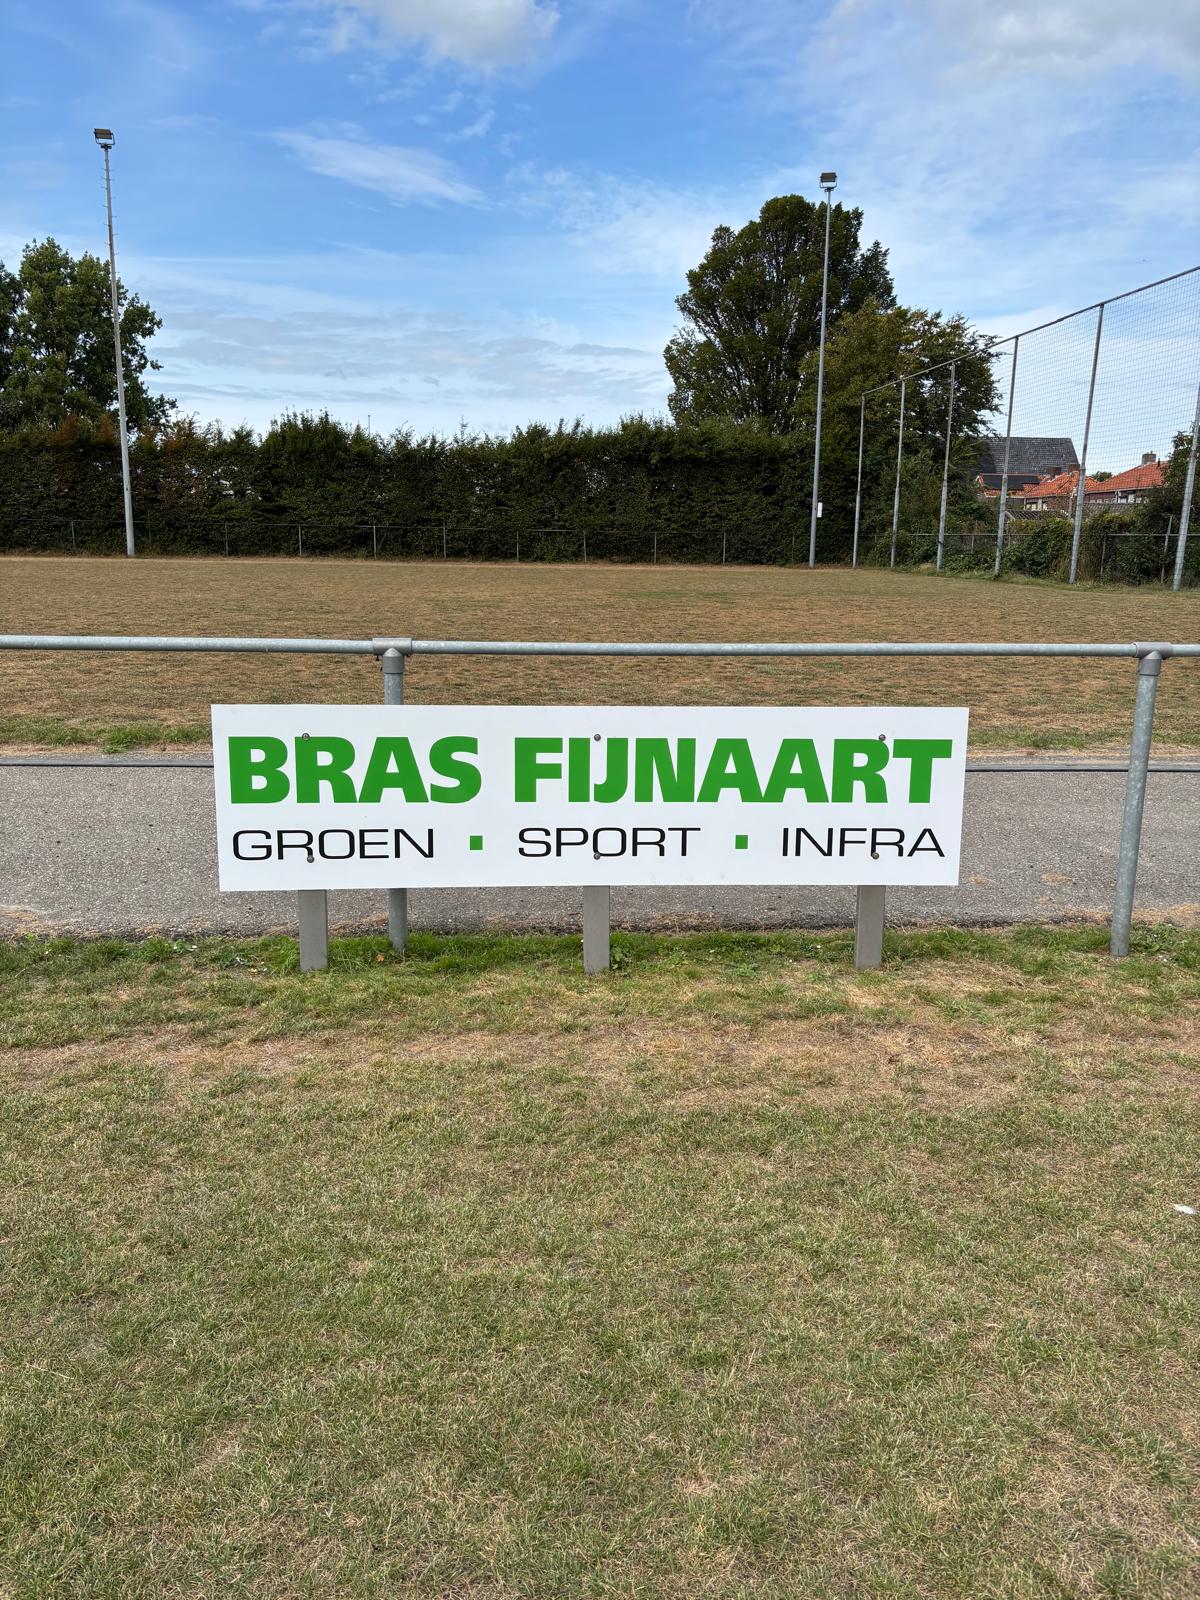 BRAS FIJNAART
GROEN ▪ SPORT ▪ INFRA